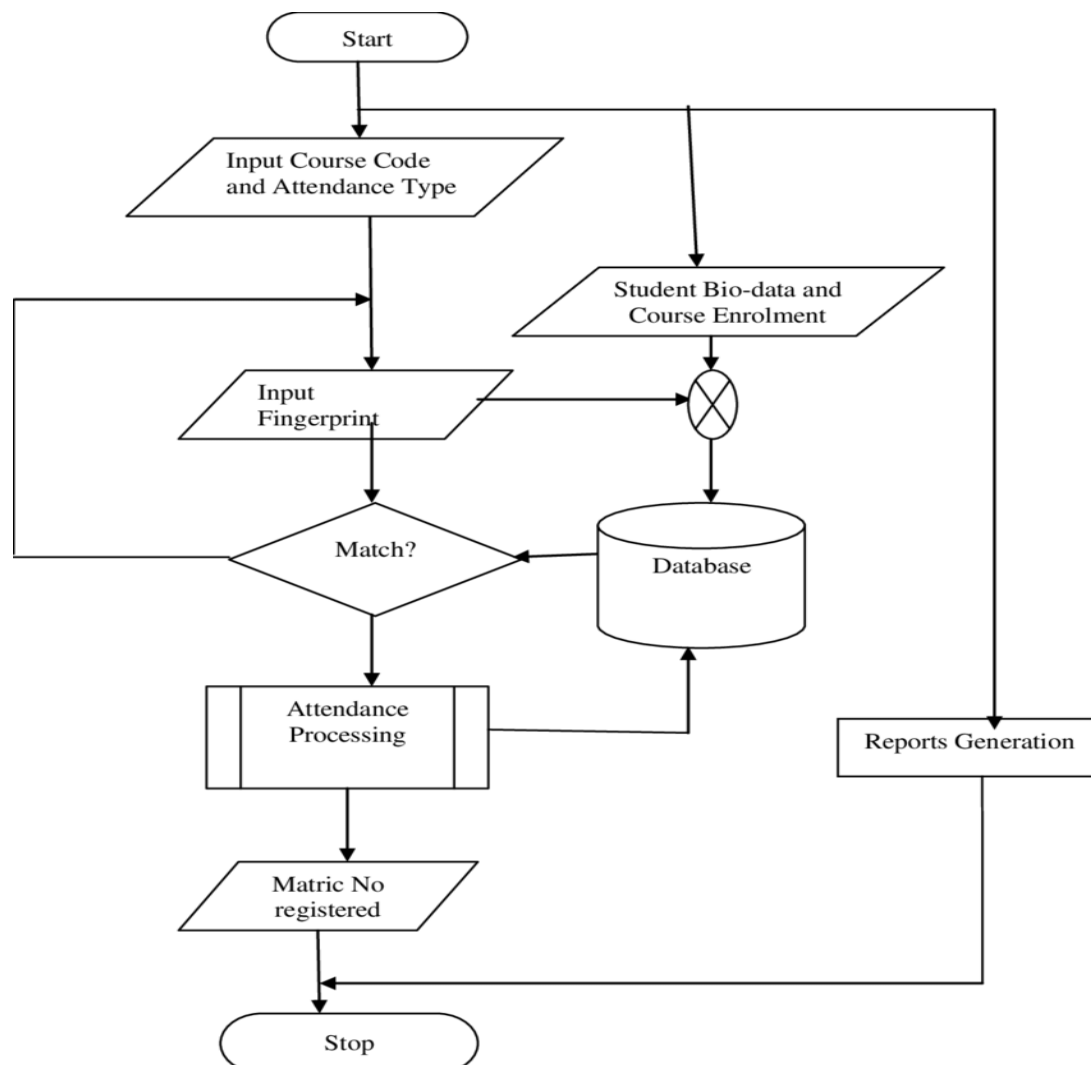 Start
Input Course Code
and Attendance Type
Student Bio-data and
Course Enrolment
Input
Fingerprint
Match?
Database
Attendance
Processing
Reports Generation
Matric No
registered
Stop